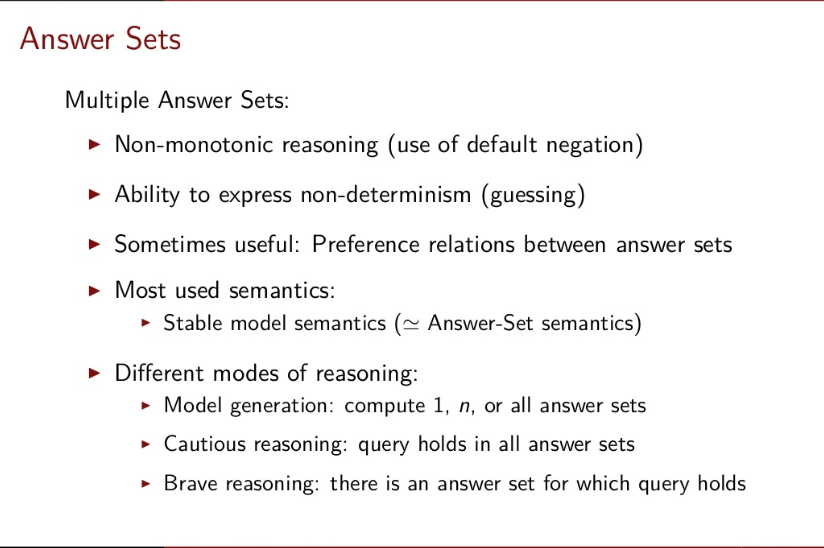 Answer Sets
Multiple Answer Sets:
▶ Non-monotonic reasoning (use of default negation)
▶ Ability to express non-determinism (guessing)
▶ Sometimes useful: Preference relations between answer sets
▶ Most used semantics:
▶ Stable model semantics (≃ Answer-Set semantics)
▶ Different modes of reasoning:
▶ Model generation: compute 1, n, or all answer sets
▶ Cautious reasoning: query holds in all answer sets
▶ Brave reasoning: there is an answer set for which query holds